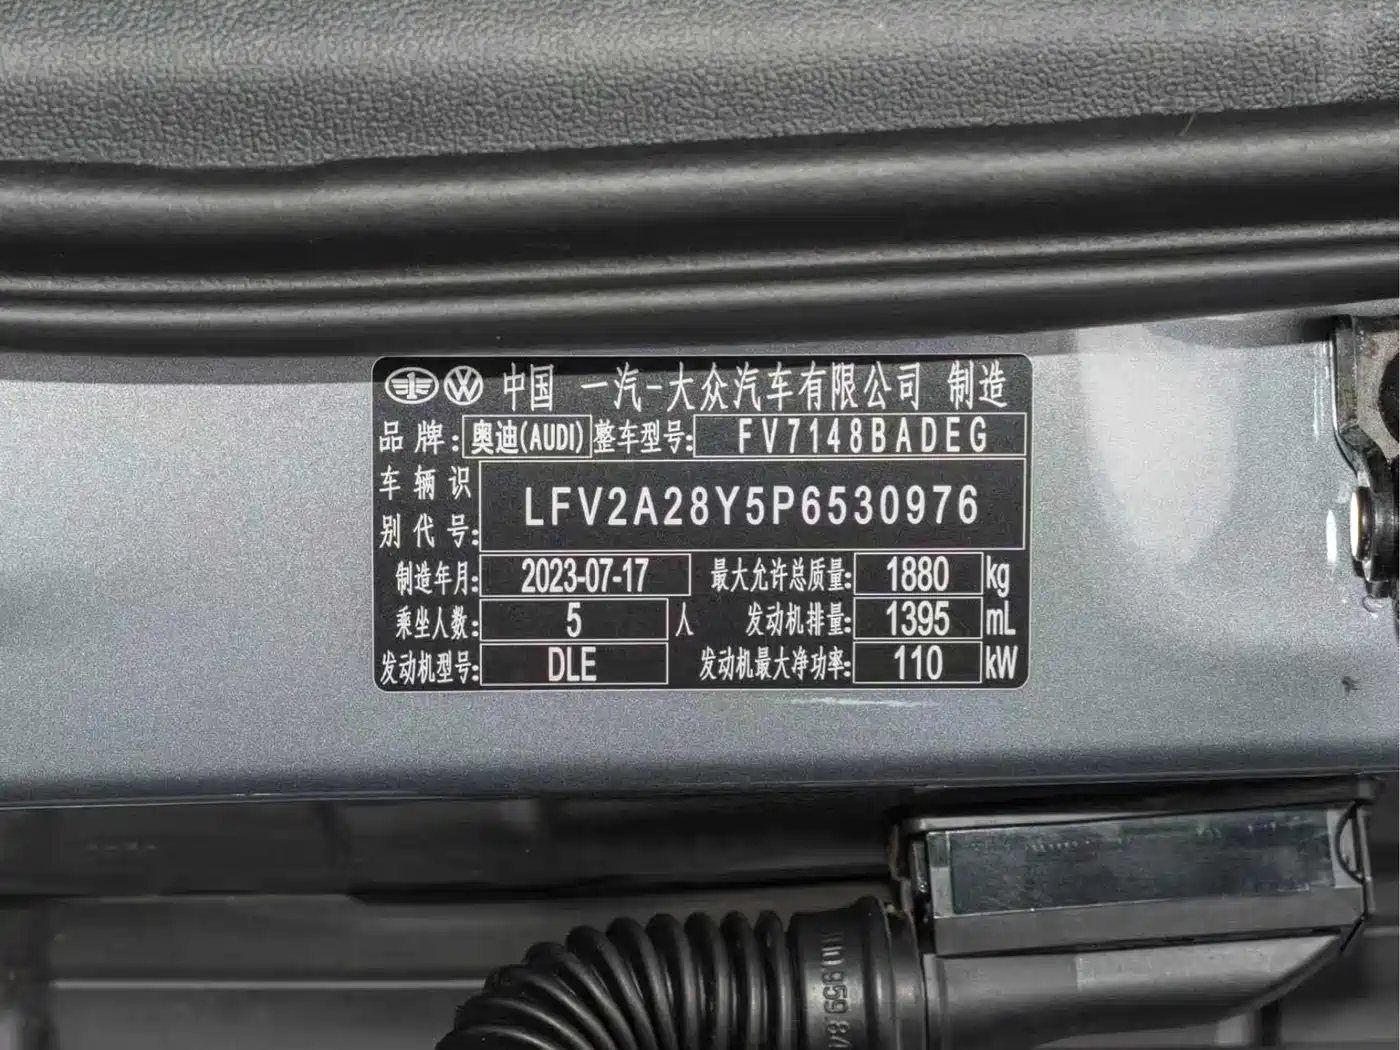 中国 一汽-大众汽车有限公司 制造
品牌: 奥迪(AUDI) 整车型号: FV7148BADEG
车辆识别代号: LFV2A28Y5P6530976
制造年月: 2023-07-17 最大允许总质量: 1880 kg
乘坐人数: 5 人 发动机排量: 1395 mL
发动机型号: DLE 发动机最大净功率: 110 kW